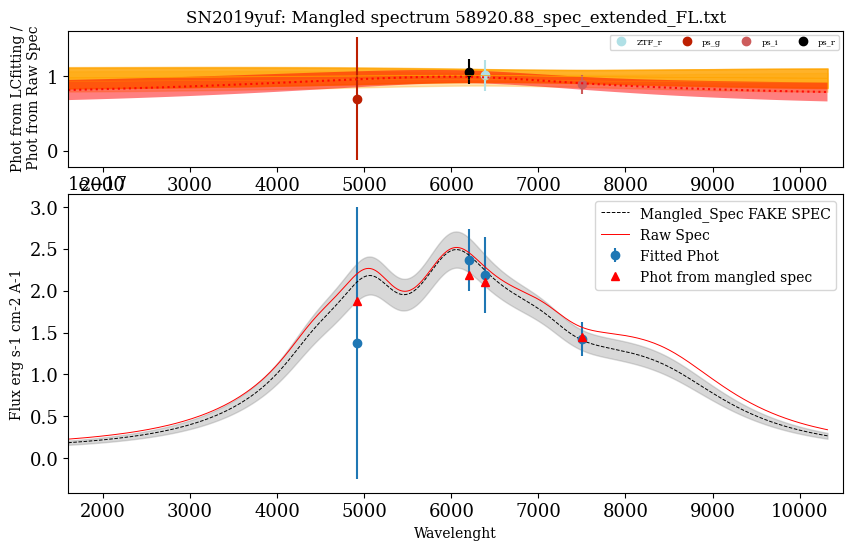 SN2019yuf: Mangled spectrum 58920.88_spec_extended_FL.txt
Phot from LCfitting /
Phot from Raw Spec
ZTF_r
ps_g
ps_i
ps_r
1
0
2000 3000 4000 5000 6000 7000 8000 9000 10000
1e−17
Mangled_Spec FAKE SPEC
Raw Spec
Fitted Phot
Phot from mangled spec
Flux erg s-1 cm-2 A-1
3.0
2.5
2.0
1.5
1.0
0.5
0.0
2000 3000 4000 5000 6000 7000 8000 9000 10000
Wavelenght